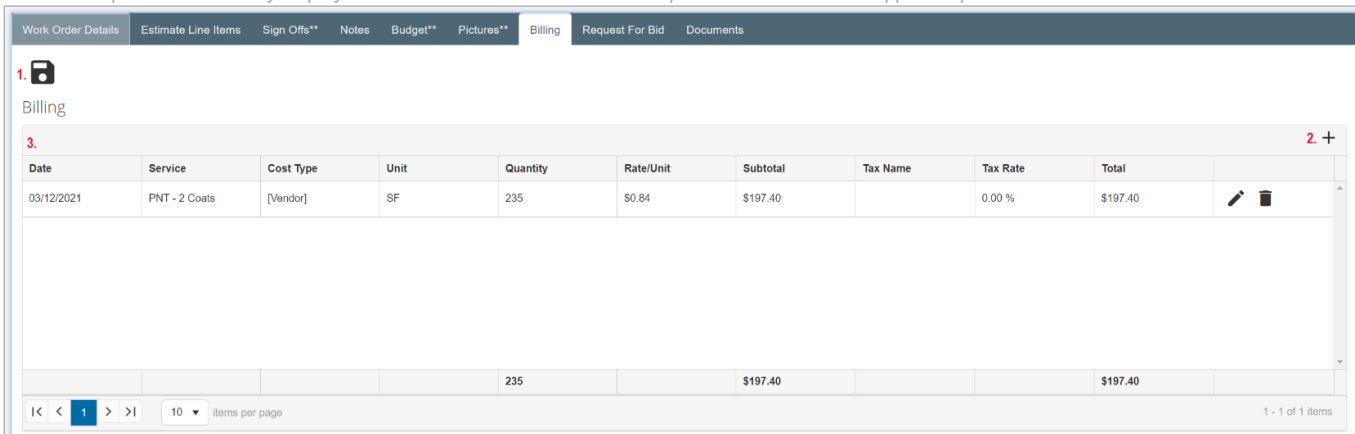 Work Order Details Estimate Line Items Sign Offs** Notes Budget** Pictures** Billing Request For Bid Documents
1.
Billing
3. 2. +
Date Service Cost Type Unit Quantity Rate/Unit Subtotal Tax Name Tax Rate Total
03/12/2021 PNT - 2 Coats [Vendor] SF 235 $0.84 $197.40 0.00 % $197.40
235 $197.40 $197.40
1 10 items per page 1 - 1 of 1 items